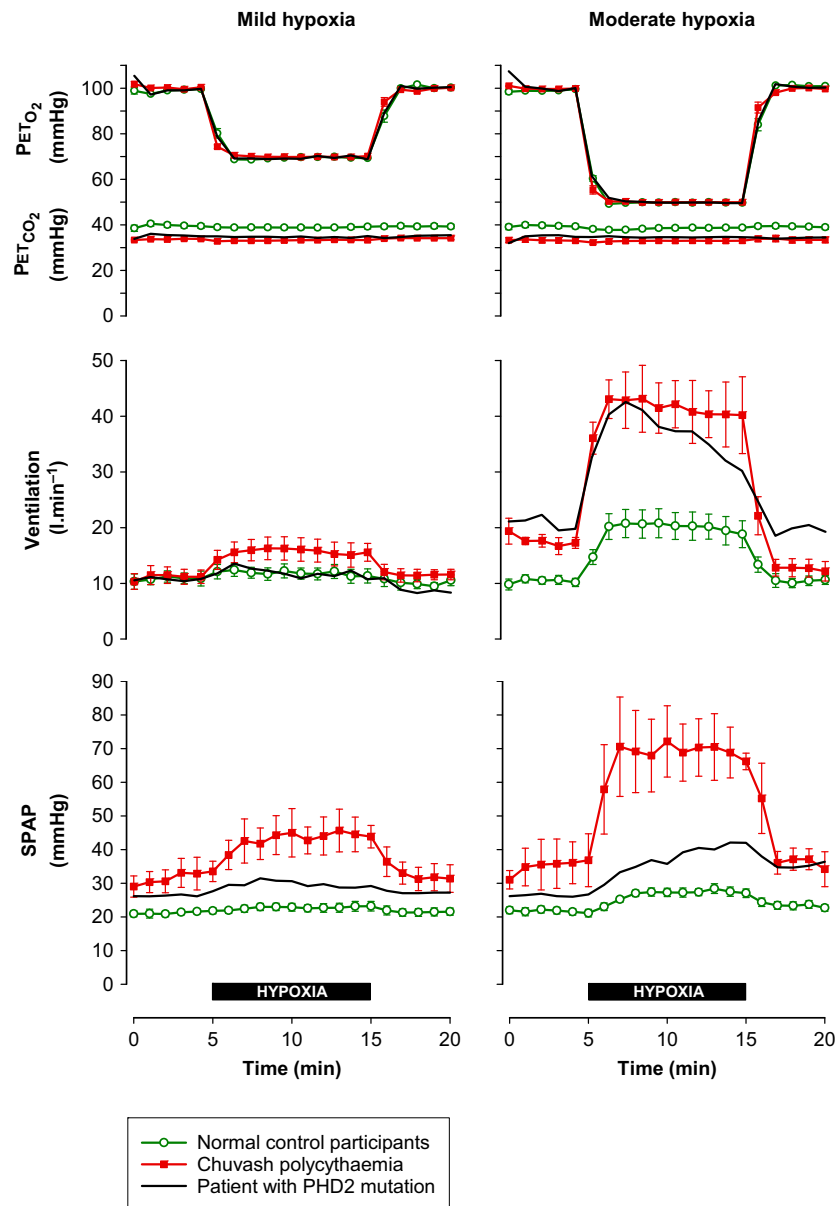 Mild hypoxia
Moderate hypoxia
PETO2
(mmHg)
110
100
80
60
40
20
0
PETCO2
(mmHg)
Ventilation
(l.min−1)
50
40
30
20
10
0
SPAP
(mmHg)
90
80
70
60
50
40
30
20
10
0
HYPOXIA
HYPOXIA
0 5 10 15 20
0 5 10 15 20
Time (min)
Time (min)
Normal control participants
Chuvash polycythaemia
Patient with PHD2 mutation